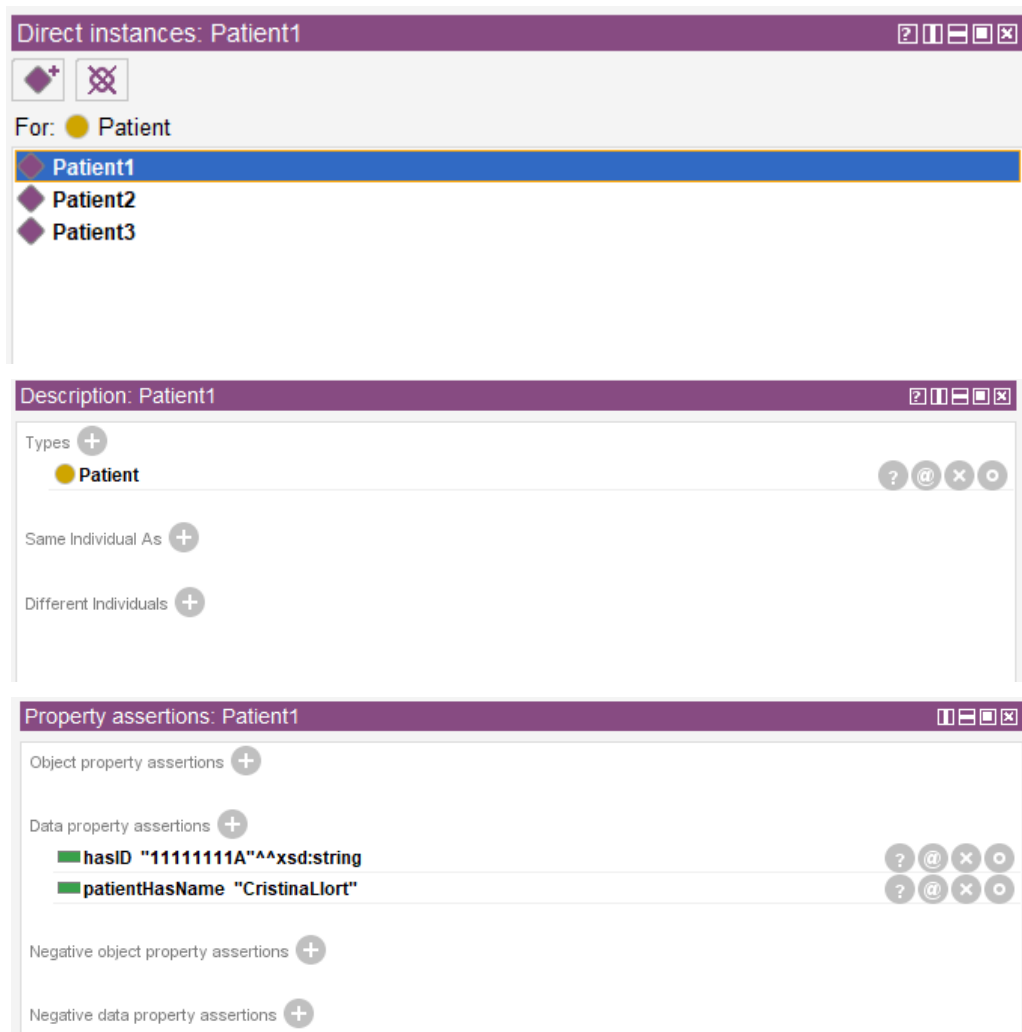 Direct instances: Patient1
For: Patient
Patient1
Patient2
Patient3
Description: Patient1
Types
Patient
Same Individual As
Different Individuals
Property assertions: Patient1
Object property assertions
Data property assertions
hasID "11111111A"^^xsd:string
patientHasName "CristinaLlort"
Negative object property assertions
Negative data property assertions